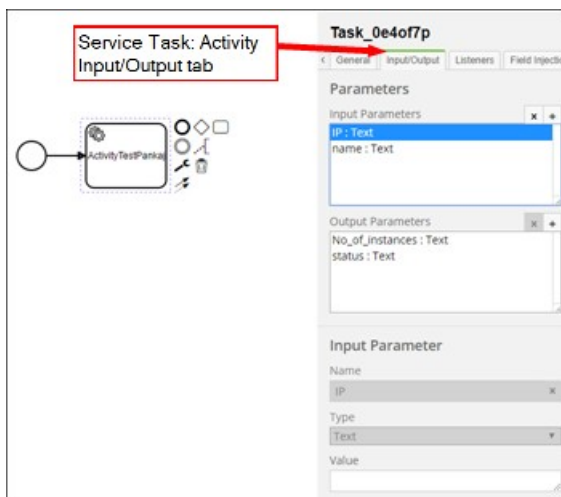 Service Task: Activity
Input/Output tab
Task_0e4of7p
General
Input/Output
Listeners
Field Injectio
Parameters
Input Parameters
x +
IP : Text
name : Text
ActivityTestPankaj
Output Parameters
x +
No_of_instances : Text
status : Text
Input Parameter
Name
IP
x
Type
Text
Value